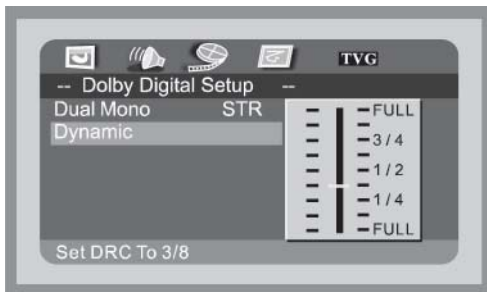 TVG
-- Dolby Digital Setup --
Dual Mono STR
Dynamic
FULL
3/4
1/2
1/4
FULL
Set DRC To 3/8